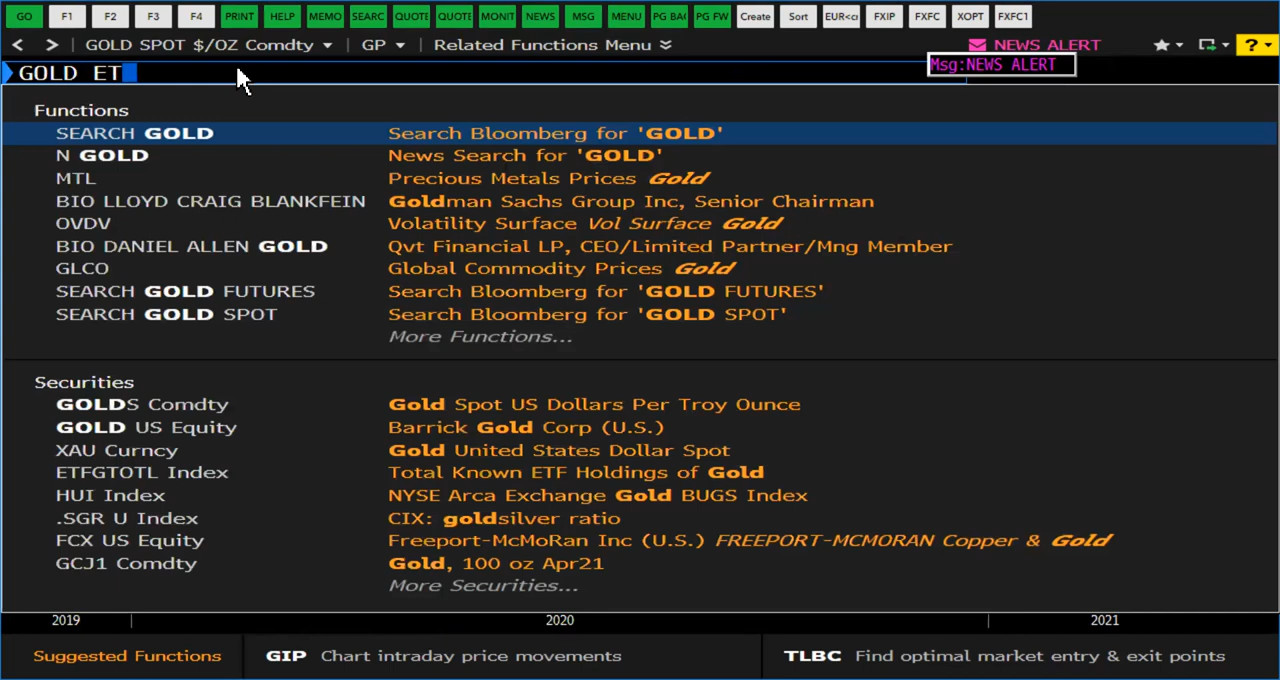 GO F1 F2 F3 F4 PRINT HELP MEMO SEARC QUOTE QUOTE MONIT NEWS MSG MENU PG BAC PG FW Create Sort EUR<cr FXIP FXFC XOPT FXFC1
< > GOLD SPOT $/OZ Comdty GP Related Functions Menu NEWS ALERT ?
Msg:NEWS ALERT
GOLD ET
Functions
SEARCH GOLD Search Bloomberg for 'GOLD'
N GOLD News Search for 'GOLD'
MTL Precious Metals Prices Gold
BIO LLOYD CRAIG BLANKFEIN Goldman Sachs Group Inc, Senior Chairman
OVDV Volatility Surface Vol Surface Gold
BIO DANIEL ALLEN GOLD Qvt Financial LP, CEO/Limited Partner/Mng Member
GLCO Global Commodity Prices Gold
SEARCH GOLD FUTURES Search Bloomberg for 'GOLD FUTURES'
SEARCH GOLD SPOT Search Bloomberg for 'GOLD SPOT'
More Functions...
Securities
GOLDS Comdty Gold Spot US Dollars Per Troy Ounce
GOLD US Equity Barrick Gold Corp (U.S.)
XAU Curncy Gold United States Dollar Spot
ETFGTOTL Index Total Known ETF Holdings of Gold
HUI Index NYSE Arca Exchange Gold BUGS Index
.SGR U Index CIX: goldsilver ratio
FCX US Equity Freeport-McMoRan Inc (U.S.) FREEPORT-MCMORAN Copper & Gold
GCJ1 Comdty Gold, 100 oz Apr21
More Securities...
2019 2020 2021
Suggested Functions GIP Chart intraday price movements TLBC Find optimal market entry & exit points